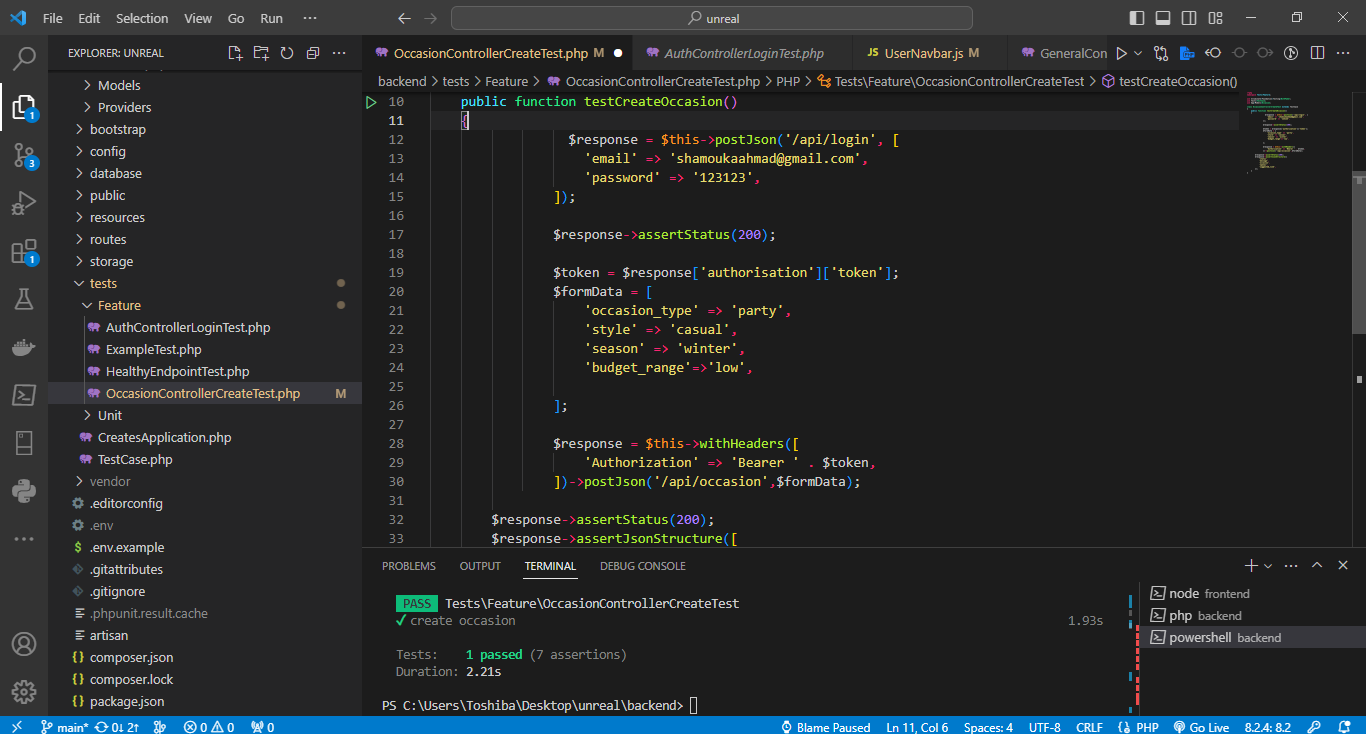 File Edit Selection View Go Run ··· unreal
EXPLORER: UNREAL
Models
Providers
bootstrap
config
database
public
resources
routes
storage
tests
Feature
AuthControllerLoginTest.php
ExampleTest.php
HealthyEndpointTest.php
OccasionControllerCreateTest.php M
Unit
CreatesApplication.php
TestCase.php
vendor
.editorconfig
.env
.env.example
.gitattributes
.gitignore
.phpunit.result.cache
artisan
composer.json
composer.lock
package.json
1
3
1
OccasionControllerCreateTest.php M AuthControllerLoginTest.php JS UserNavbar.js M GeneralCon
backend > tests > Feature > OccasionControllerCreateTest.php > PHP > Tests\Feature\OccasionControllerCreateTest > testCreateOccasion()
10 public function testCreateOccasion()
11 {
12 $response = $this->postJson('/api/login', [
13 'email' => 'shamoukaahmad@gmail.com',
14 'password' => '123123',
15 ]);
16
17 $response->assertStatus(200);
18
19 $token = $response['authorisation']['token'];
20 $formData = [
21 'occasion_type' => 'party',
22 'style' => 'casual',
23 'season' => 'winter',
24 'budget_range'=>'low',
25
26 ];
27
28 $response = $this->withHeaders([
29 'Authorization' => 'Bearer ' . $token,
30 ])->postJson('/api/occasion',$formData);
31
32 $response->assertStatus(200);
33 $response->assertJsonStructure([
PROBLEMS OUTPUT TERMINAL DEBUG CONSOLE
PASS Tests\Feature\OccasionControllerCreateTest
✓ create occasion 1.93s
Tests: 1 passed (7 assertions)
Duration: 2.21s
PS C:\Users\Toshiba\Desktop\unreal\backend>
node frontend
php backend
powershell backend
main* 0↓ 2↑ 0 0 0 Blame Paused Ln 11, Col 6 Spaces: 4 UTF-8 CRLF {} PHP Go Live 8.2.4: 8.2